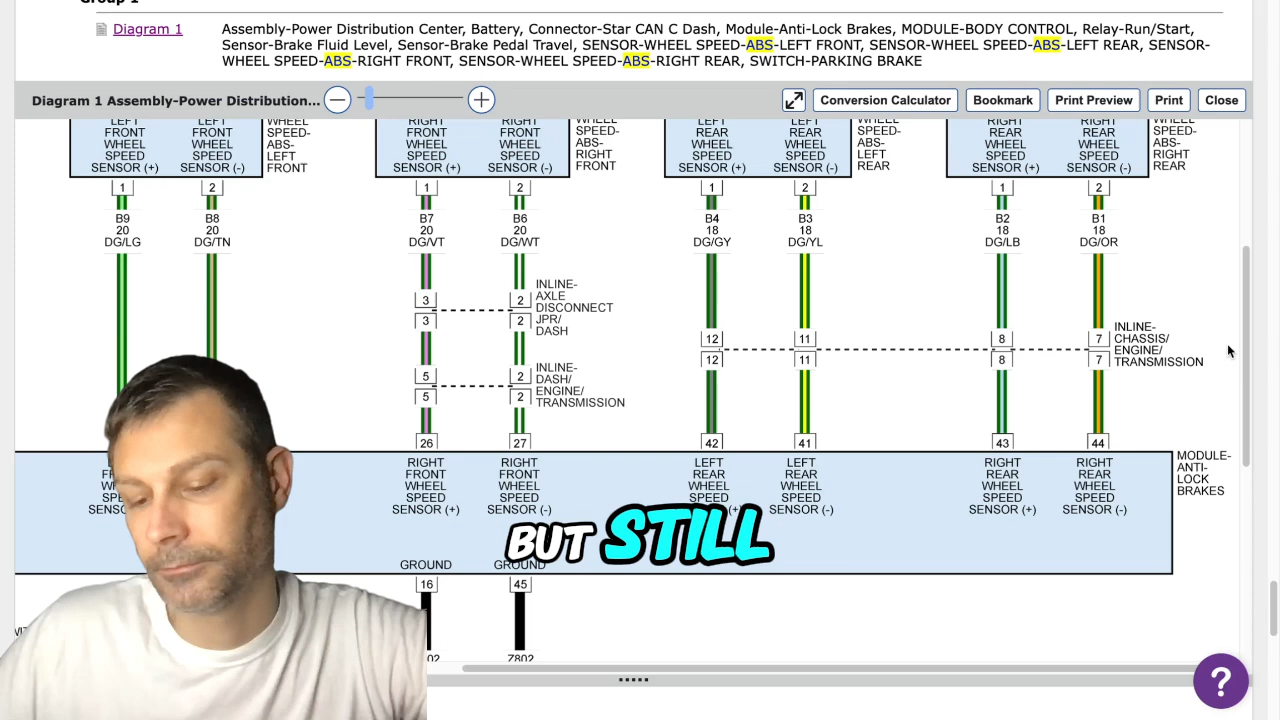 Group 1
Diagram 1
Assembly-Power Distribution Center, Battery, Connector-Star CAN C Dash, Module-Anti-Lock Brakes, MODULE-BODY CONTROL, Relay-Run/Start,
Sensor-Brake Fluid Level, Sensor-Brake Pedal Travel, SENSOR-WHEEL SPEED-ABS-LEFT FRONT, SENSOR-WHEEL SPEED-ABS-LEFT REAR, SENSOR-
WHEEL SPEED-ABS-RIGHT FRONT, SENSOR-WHEEL SPEED-ABS-RIGHT REAR, SWITCH-PARKING BRAKE
Diagram 1 Assembly-Power Distribution...
Conversion Calculator
Bookmark
Print Preview
Print
Close
LEFT
FRONT
WHEEL
SPEED
SENSOR (+)
LEFT
FRONT
WHEEL
SPEED
SENSOR (-)
WHEEL
SPEED-
ABS-
LEFT
FRONT
RIGHT
FRONT
WHEEL
SPEED
SENSOR (+)
RIGHT
FRONT
WHEEL
SPEED
SENSOR (-)
WHEEL
SPEED-
ABS-
RIGHT
FRONT
LEFT
REAR
WHEEL
SPEED
SENSOR (+)
LEFT
REAR
WHEEL
SPEED
SENSOR (-)
WHEEL
SPEED-
ABS-
LEFT
REAR
RIGHT
REAR
WHEEL
SPEED
SENSOR (+)
RIGHT
REAR
WHEEL
SPEED
SENSOR (-)
WHEEL
SPEED-
ABS-
RIGHT
REAR
1 2 1 2 1 2 1 2
B9 B8 B7 B6 B4 B3 B2 B1
20 20 20 20 18 18 18 18
DG/LG DG/TN DG/VT DG/WT DG/GY DG/YL DG/LB DG/OR
3 2
3 2
INLINE-
AXLE
DISCONNECT
JPR/
DASH
12 11 8 7
12 11 8 7
INLINE-
CHASSIS/
ENGINE/
TRANSMISSION
5 2
5 2
INLINE-
DASH/
ENGINE/
TRANSMISSION
26 27 42 41 43 44
RIGHT
FRONT
WHEEL
SPEED
SENSOR (+)
RIGHT
FRONT
WHEEL
SPEED
SENSOR (-)
LEFT
REAR
WHEEL
SPEED
LEFT
REAR
WHEEL
SPEED
SENSOR (-)
RIGHT
REAR
WHEEL
SPEED
SENSOR (+)
RIGHT
REAR
WHEEL
SPEED
SENSOR (-)
MODULE-
ANTI-
LOCK
BRAKES
BUT STILL
GROUND GROUND
16 45
Z802
?